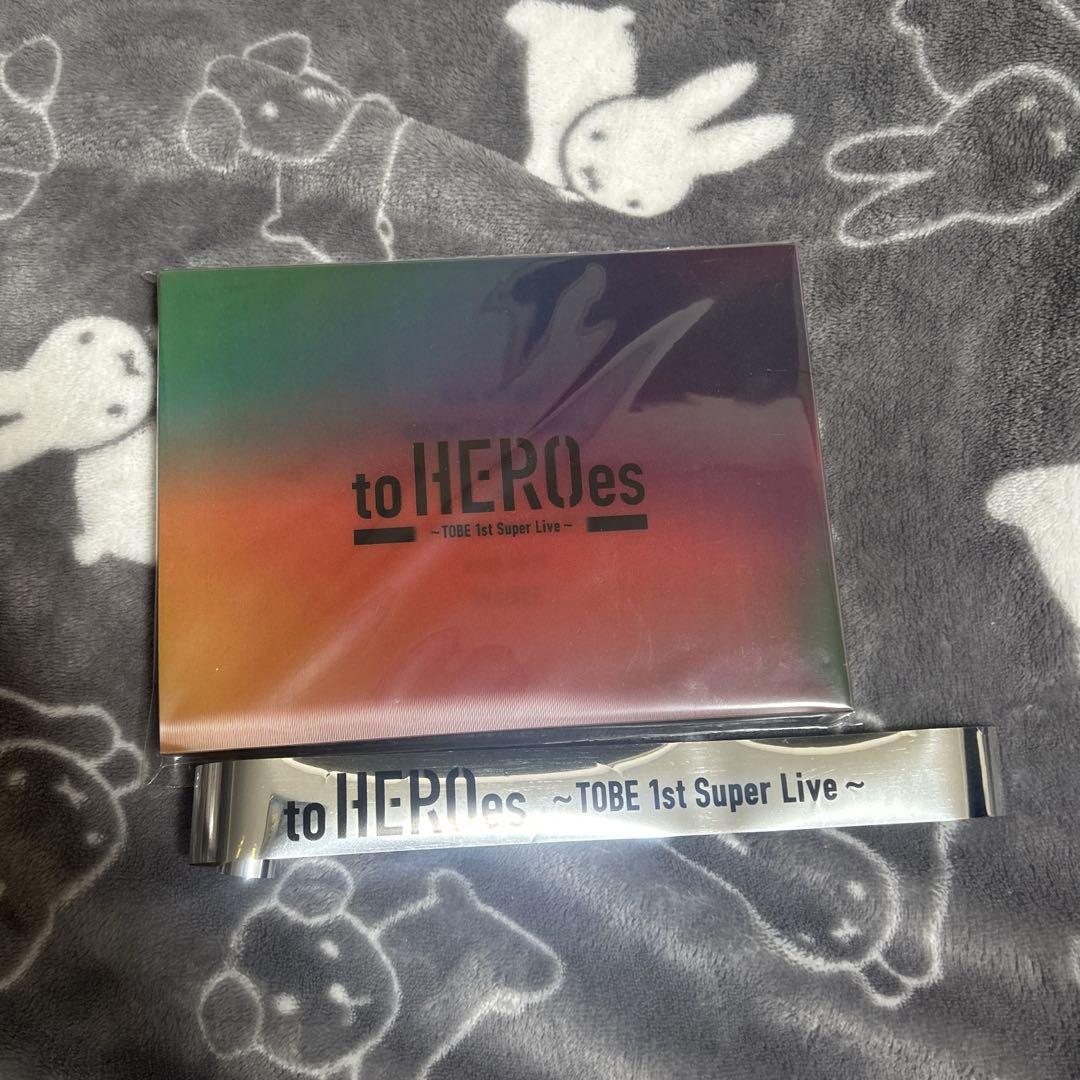 to HEROes
~TOBE 1st Super Live~
to HEROes ~TOBE 1st Super Live~